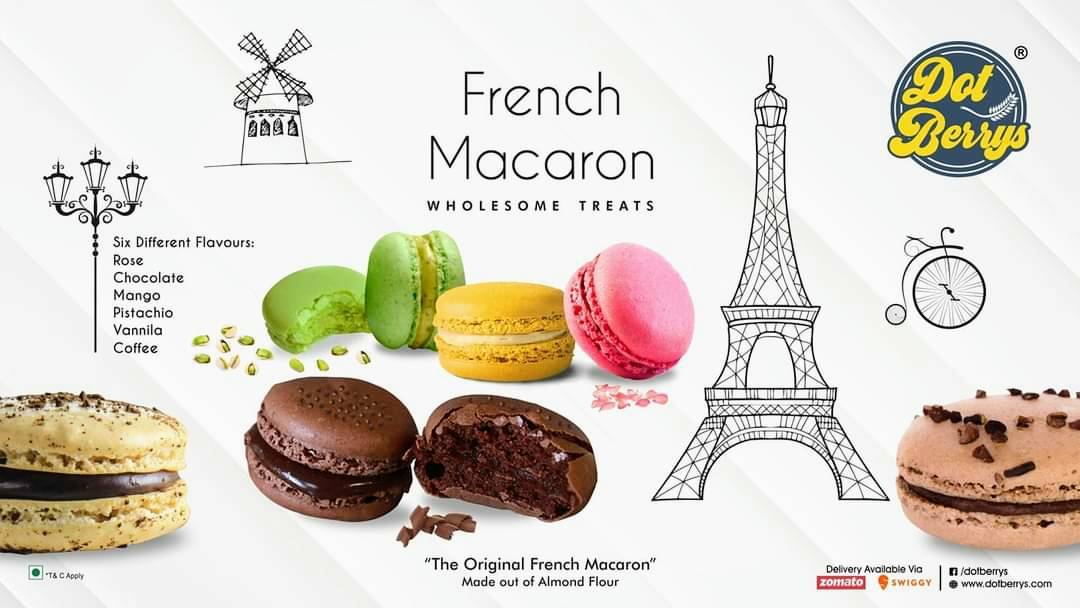 French
Macaron
WHOLESOME TREATS
Dot
Berrys
®
Six Different Flavours:
Rose
Chocolate
Mango
Pistachio
Vannila
Coffee
"The Original French Macaron"
Made out of Almond Flour
*T& C Apply
Delivery Available Via
zomato
SWIGGY
/dotberrys
www.dotberrys.com